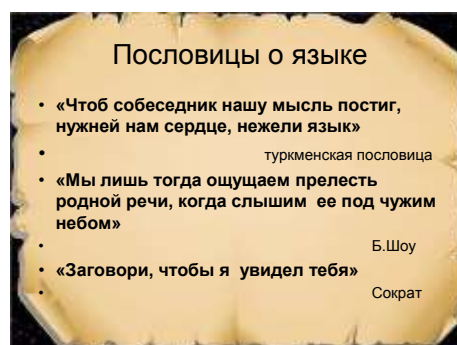 Пословицы о языке
• «Чтоб собеседник нашу мысль постиг,
нужней нам сердце, нежели язык»
• туркменская пословица
• «Мы лишь тогда ощущаем прелесть
родной речи, когда слышим ее под чужим
небом»
• Б.Шоу
• «Заговори, чтобы я увидел тебя»
• Сократ